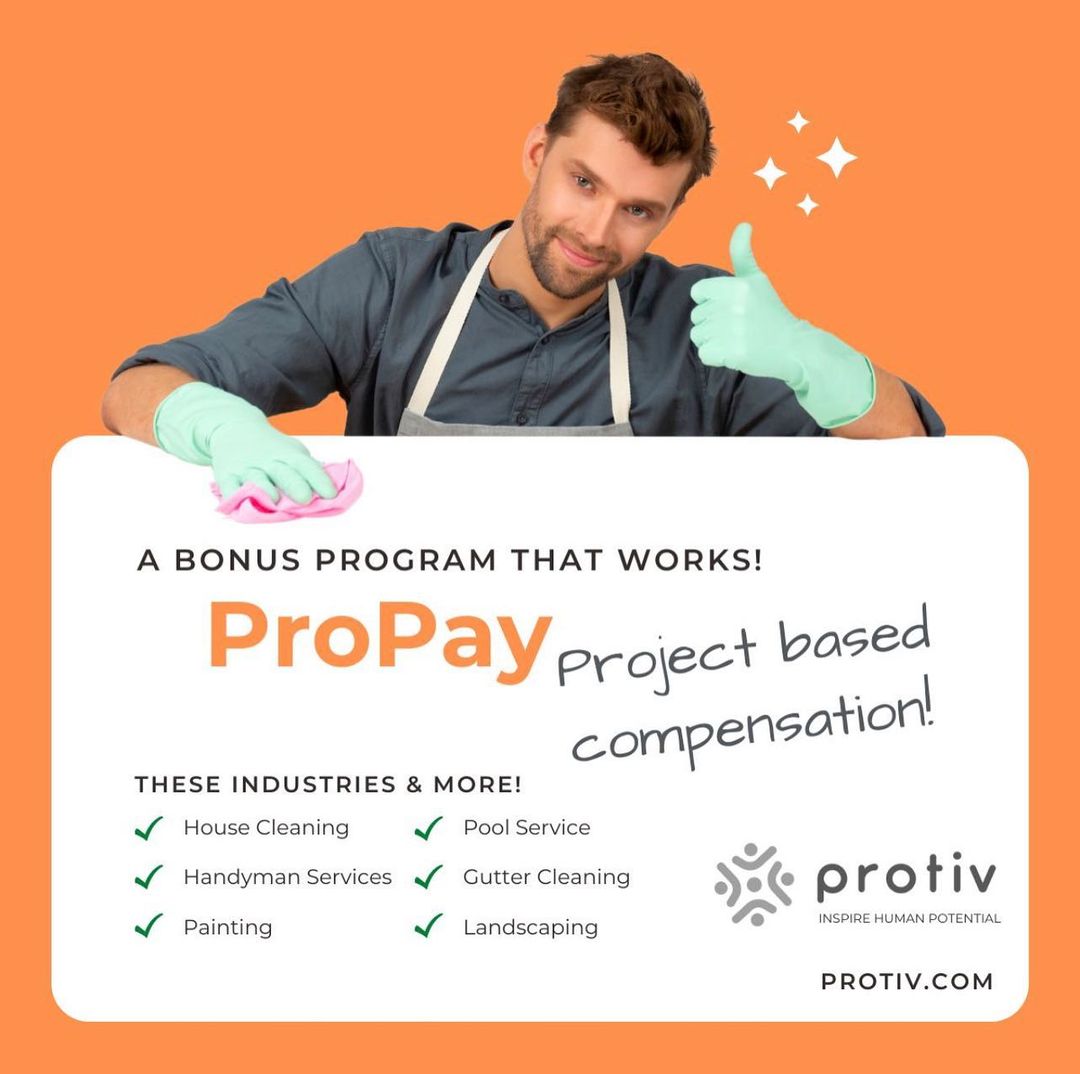 A BONUS PROGRAM THAT WORKS!
ProPay
Project based
compensation!
THESE INDUSTRIES & MORE!
House Cleaning
Pool Service
Handyman Services
Gutter Cleaning
Painting
Landscaping
protiv
INSPIRE HUMAN POTENTIAL
PROTIV.COM